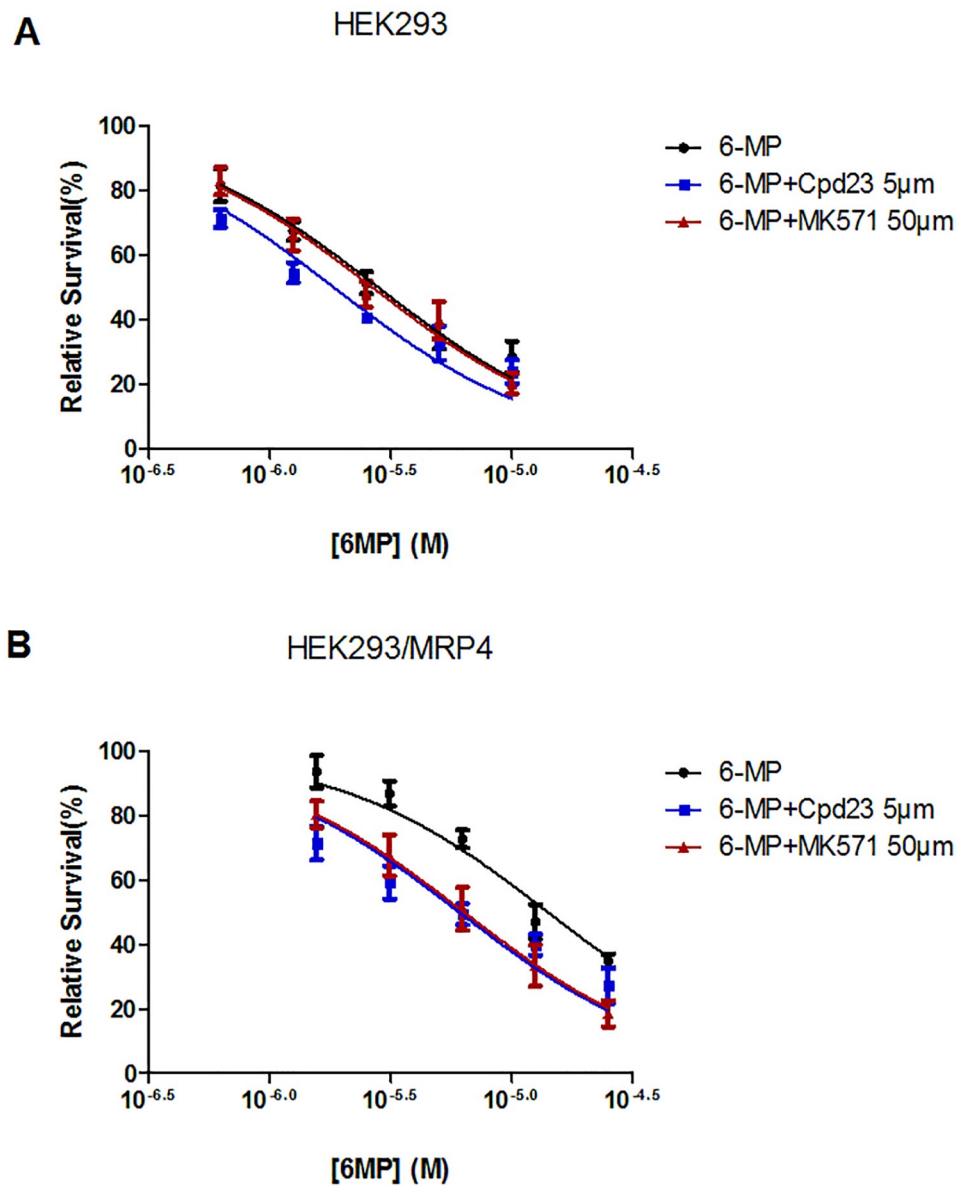 A
HEK293
Relative Survival(%)
100
80
60
40
20
0
10^-6.5
10^-6.0
10^-5.5
10^-5.0
10^-4.5
[6MP] (M)
6-MP
6-MP+Cpd23 5μm
6-MP+MK571 50μm
B
HEK293/MRP4
Relative Survival(%)
100
80
60
40
20
0
10^-6.5
10^-6.0
10^-5.5
10^-5.0
10^-4.5
[6MP] (M)
6-MP
6-MP+Cpd23 5μm
6-MP+MK571 50μm